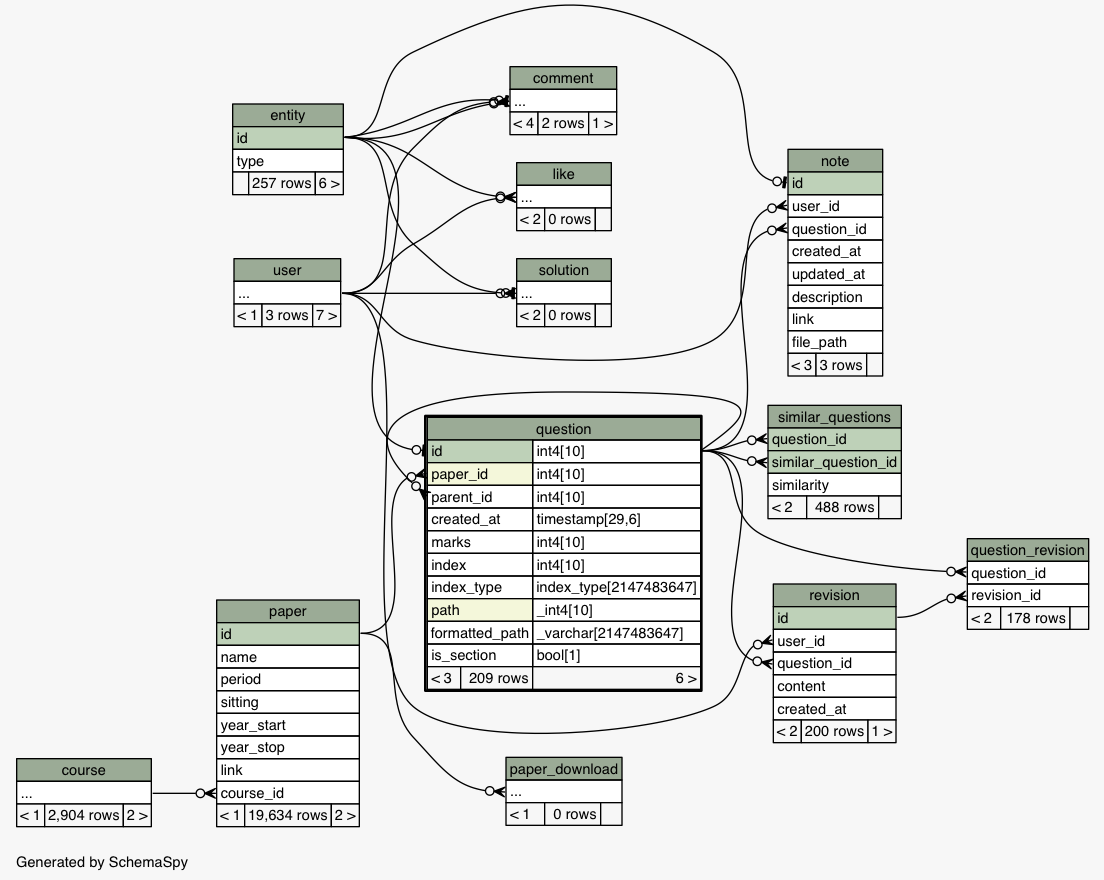 comment
...
< 4 2 rows 1 >
entity
id
type
257 rows 6 >
like
...
< 2 0 rows
note
id
user_id
question_id
created_at
updated_at
description
link
file_path
< 3 3 rows
user
...
< 1 3 rows 7 >
solution
...
< 2 0 rows
question
id int4[10]
paper_id int4[10]
parent_id int4[10]
created_at timestamp[29,6]
marks int4[10]
index int4[10]
index_type index_type[2147483647]
path _int4[10]
formatted_path _varchar[2147483647]
is_section bool[1]
< 3 209 rows 6 >
similar_questions
question_id
similar_question_id
similarity
< 2 488 rows
question_revision
question_id
revision_id
< 2 178 rows
revision
id
user_id
question_id
content
created_at
< 2 200 rows 1 >
paper
id
name
period
sitting
year_start
year_stop
link
course_id
< 1 19,634 rows 2 >
course
...
< 1 2,904 rows 2 >
paper_download
...
< 1 0 rows
Generated by SchemaSpy